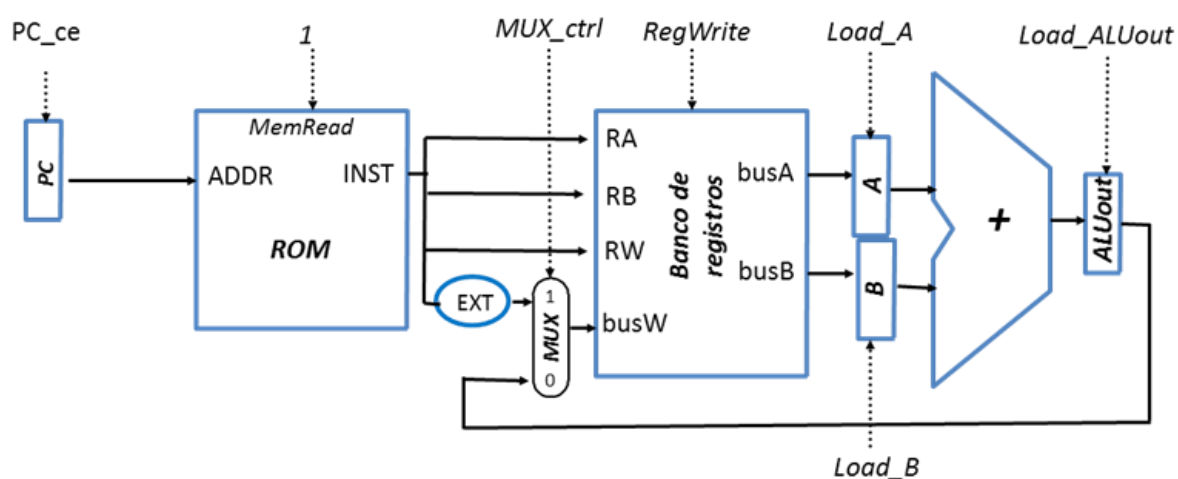 PC_ce
1
MUX_ctrl
RegWrite
Load_A
Load_ALUout
PC
MemRead
ADDR
INST
ROM
EXT
1
MUX
0
RA
RB
RW
busW
Banco de
registros
busA
busB
A
B
+
ALUout
Load_B